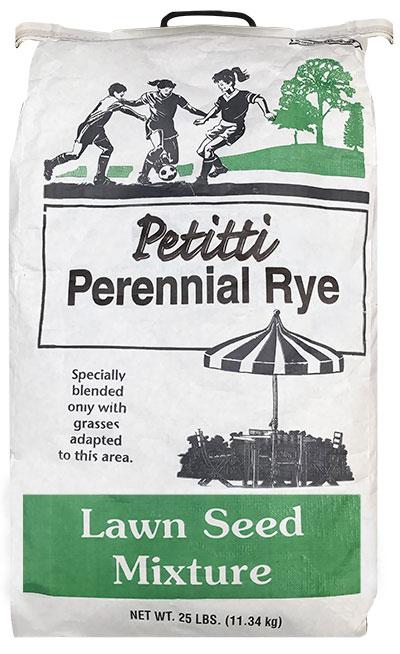 Petitti
Perennial Rye
Specially
blended
only with
grasses
adapted
to this area.
Lawn Seed
Mixture
NET WT. 25 LBS. (11.34 kg)